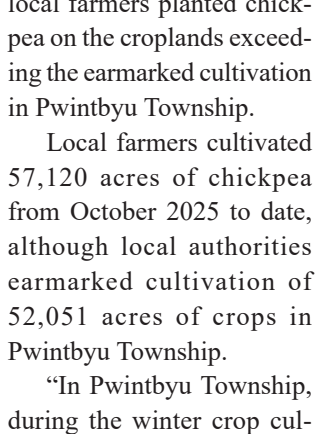 local farmers planted chick-
pea on the croplands exceed-
ing the earmarked cultivation
in Pwintbyu Township.
Local farmers cultivated
57,120 acres of chickpea
from October 2025 to date,
although local authorities
earmarked cultivation of
52,051 acres of crops in
Pwintbyu Township.
“In Pwintbyu Township,
during the winter crop cul-